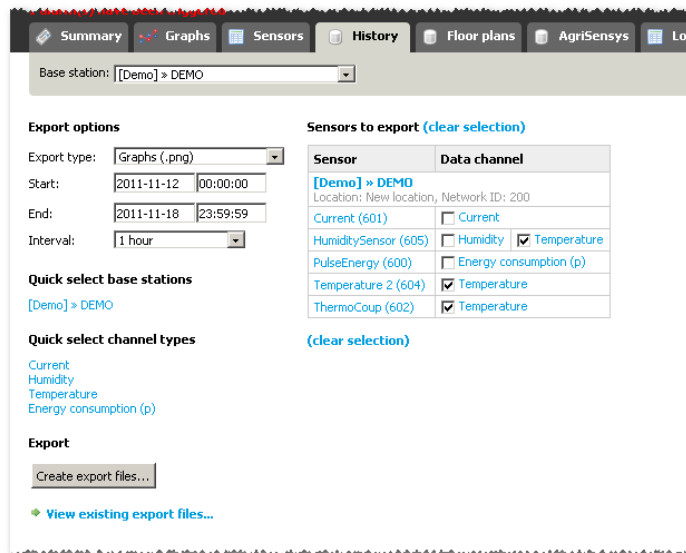 Summary Graphs Sensors History Floor plans AgriSensys Lo
Base station: [Demo] » DEMO
Export options
Export type: Graphs (.png)
Start: 2011-11-12 00:00:00
End: 2011-11-18 23:59:59
Interval: 1 hour
Quick select base stations
[Demo] » DEMO
Quick select channel types
Current
Humidity
Temperature
Energy consumption (p)
Export
Create export files...
View existing export files...
Sensors to export (clear selection)
Sensor Data channel
[Demo] » DEMO
Location: New location, Network ID: 200
Current (601) Current
HumiditySensor (605) Humidity Temperature
PulseEnergy (600) Energy consumption (p)
Temperature 2 (604) Temperature
ThermoCoup (602) Temperature
(clear selection)